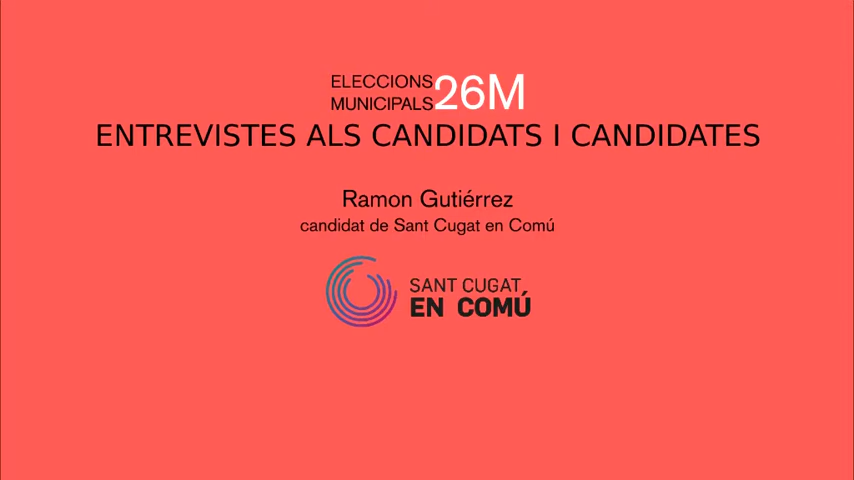 ELECCIONS
MUNICIPALS
26M
ENTREVISTES ALS CANDIDATS I CANDIDATES
Ramon Gutiérrez
candidat de Sant Cugat en Comú
SANT CUGAT
EN COMÚ